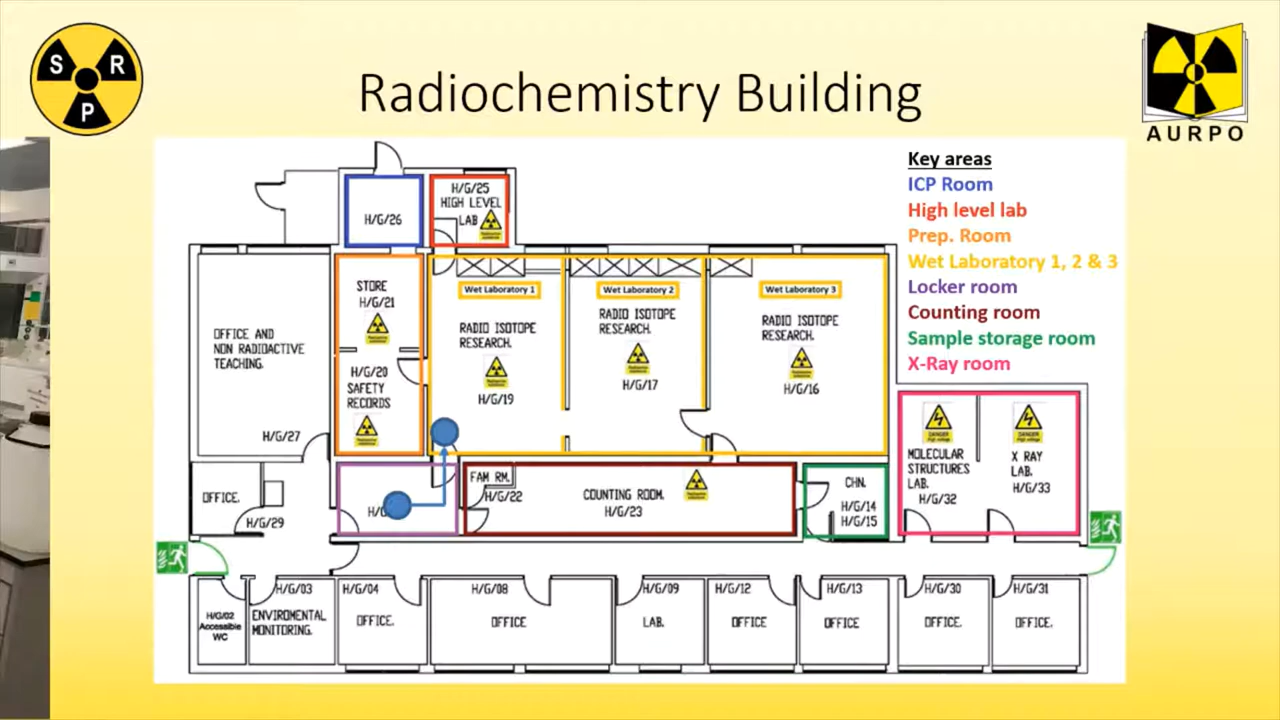 S R
P
Radiochemistry Building
AURPO
Key areas
ICP Room
High level lab
Prep. Room
Wet Laboratory 1, 2 & 3
Locker room
Counting room
Sample storage room
X-Ray room
H/G/26
H/G/25
HIGH LEVEL
LAB
STORE
H/G/21
H/G/20
SAFETY
RECORDS
OFFICE AND
NON RADIOACTIVE
TEACHING.
H/G/27
Wet Laboratory 1
RADIO ISOTOPE
RESEARCH.
H/G/19
Wet Laboratory 2
RADIO ISOTOPE
RESEARCH.
H/G/17
Wet Laboratory 3
RADIO ISOTOPE
RESEARCH.
H/G/16
DANGER
MOLECULAR
STRUCTURES
LAB.
H/G/32
DANGER
X RAY
LAB.
H/G/33
OFFICE.
H/G/29
FAM RM.
H/G/22
COUNTING ROOM.
H/G/23
CHN.
H/G/14
H/G/15
H/G/02
Accessible
WC
H/G/03
ENVIROMENTAL
MONITORING.
H/G/04
OFFICE.
H/G/08
OFFICE
H/G/09
LAB.
H/G/12
OFFICE
H/G/13
OFFICE
H/G/30
OFFICE.
H/G/31
OFFICE.